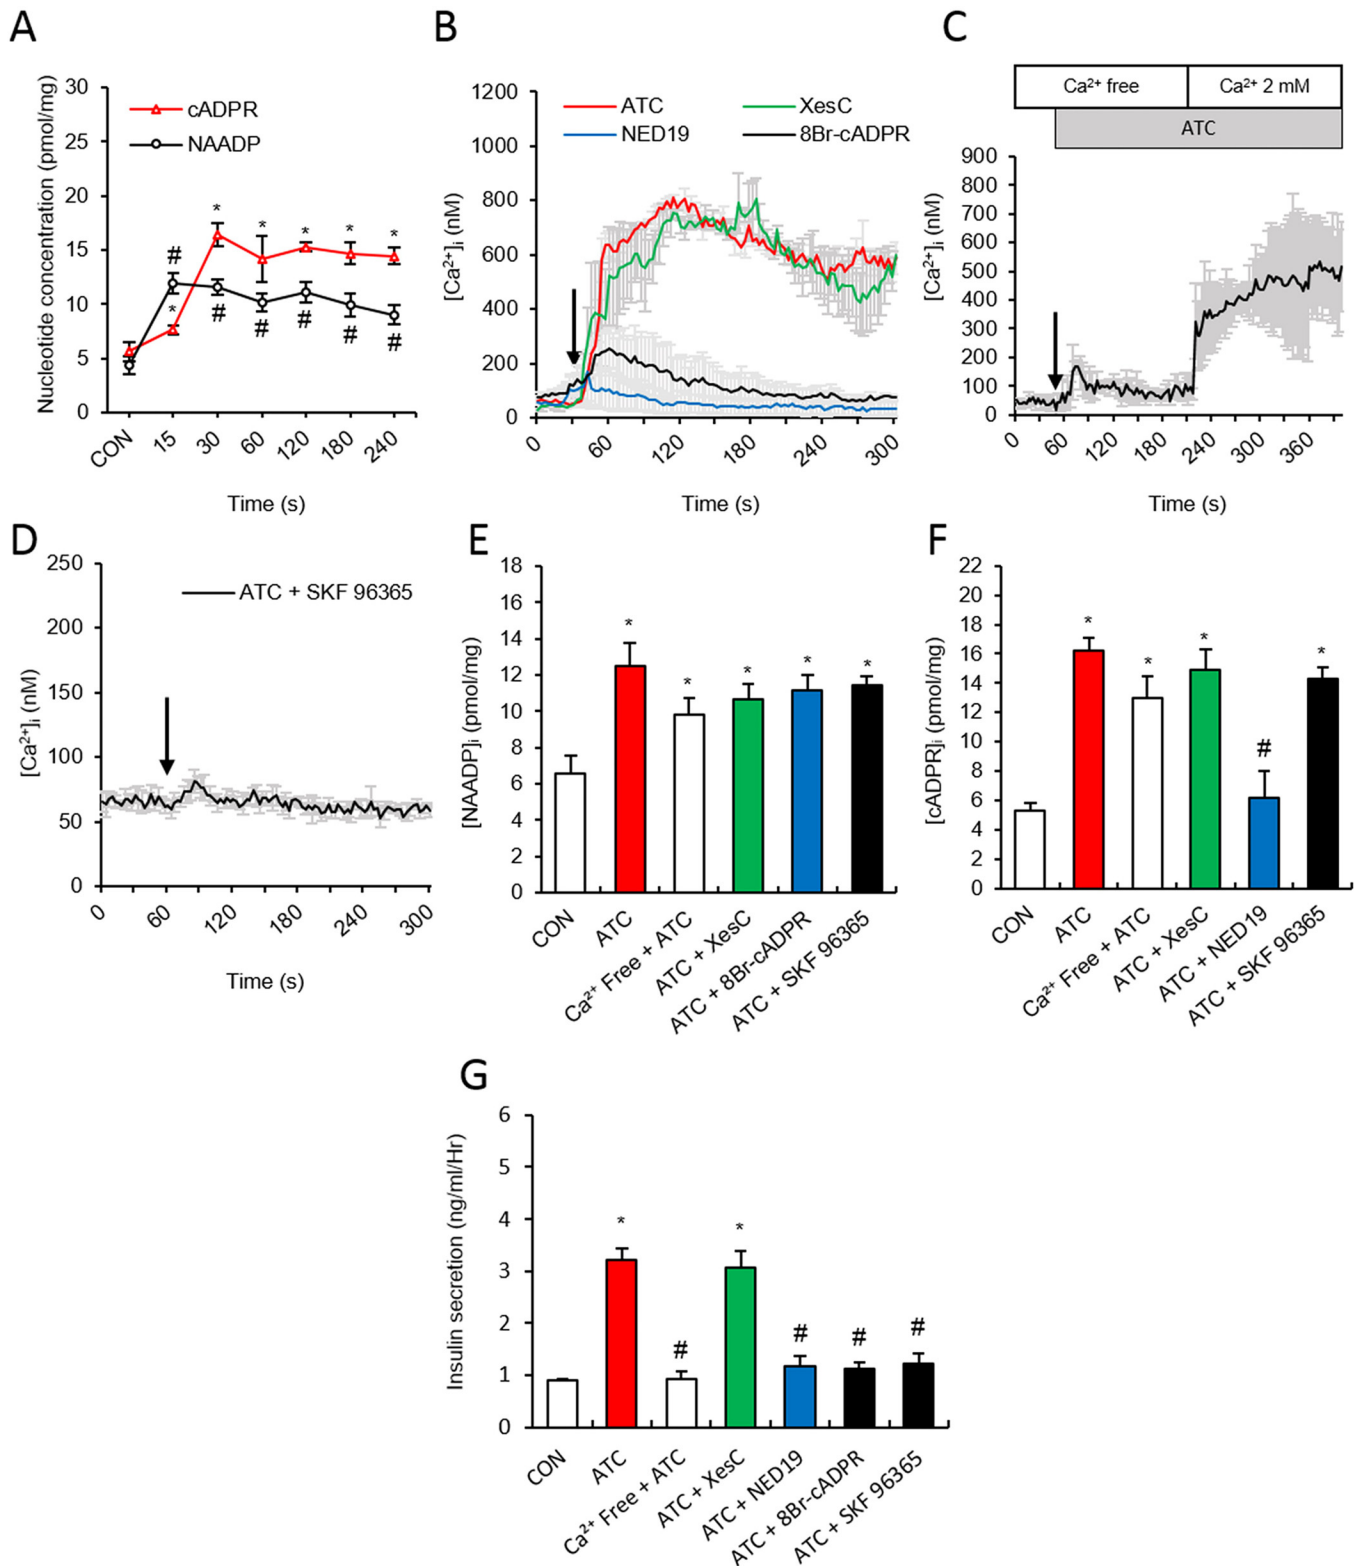 A
Nucleotide concentration (pmol/mg)
30
25
20
15
10
5
0
cADPR
NAADP
#
*
*
*
*
*
*
#
#
#
#
#
CON
15
30
60
120
180
240
Time (s)
B
[Ca²⁺]ᵢ (nM)
1200
1000
800
600
400
200
0
ATC
XesC
NED19
8Br-cADPR
0
60
120
180
240
300
Time (s)
C
Ca²⁺ free
Ca²⁺ 2 mM
ATC
[Ca²⁺]ᵢ (nM)
900
800
700
600
500
400
300
200
100
0
0
60
120
180
240
300
360
Time (s)
D
[Ca²⁺]ᵢ (nM)
250
200
150
100
50
0
ATC + SKF 96365
0
60
120
180
240
300
Time (s)
E
[NAADP]ᵢ (pmol/mg)
18
16
14
12
10
8
6
4
2
0
*
*
*
*
*
CON
ATC
Ca²⁺ Free + ATC
ATC + XesC
ATC + 8Br-cADPR
ATC + SKF 96365
F
[cADPR]ᵢ (pmol/mg)
22
20
18
16
14
12
10
8
6
4
2
0
*
*
*
#
*
CON
ATC
Ca²⁺ Free + ATC
ATC + XesC
ATC + NED19
ATC + SKF 96365
G
Insulin secretion (ng/ml/Hr)
6
5
4
3
2
1
0
*
#
*
#
#
#
CON
ATC
Ca²⁺ Free + ATC
ATC + XesC
ATC + NED19
ATC + 8Br-cADPR
ATC + SKF 96365